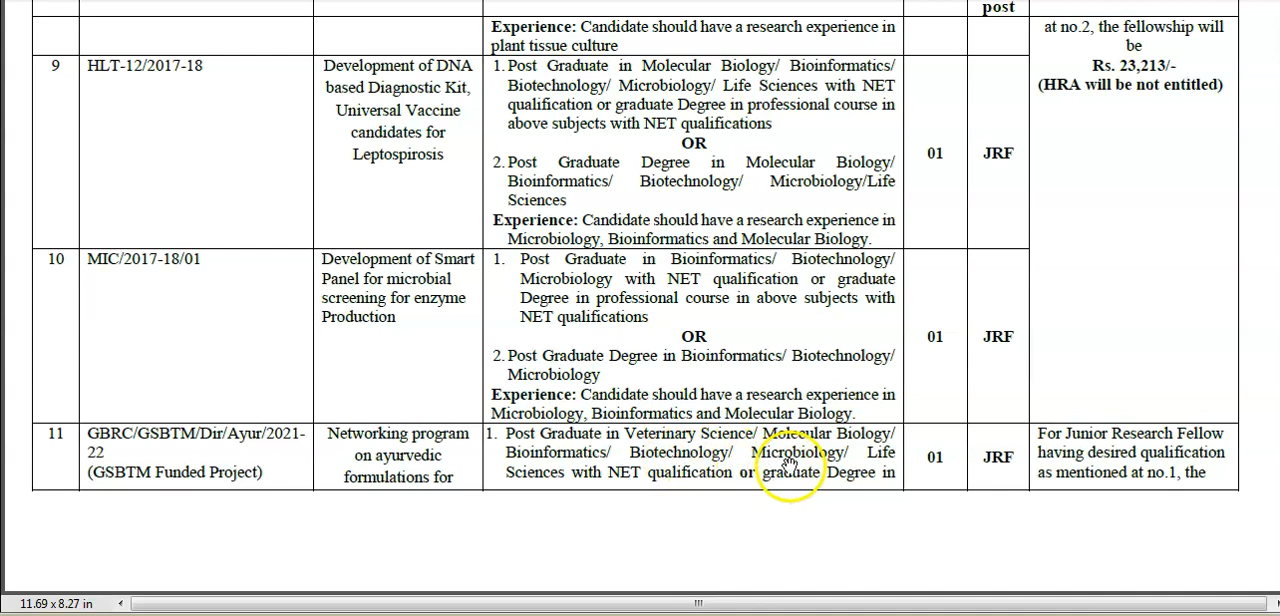 post
Experience: Candidate should have a research experience in
plant tissue culture
at no.2, the fellowship will
be
Rs. 23,213/-
(HRA will be not entitled)
9
HLT-12/2017-18
Development of DNA
based Diagnostic Kit,
Universal Vaccine
candidates for
Leptospirosis
1. Post Graduate in Molecular Biology/ Bioinformatics/
Biotechnology/ Microbiology/ Life Sciences with NET
qualification or graduate Degree in professional course in
above subjects with NET qualifications
OR
2. Post Graduate Degree in Molecular Biology/
Bioinformatics/ Biotechnology/ Microbiology/Life
Sciences
Experience: Candidate should have a research experience in
Microbiology, Bioinformatics and Molecular Biology.
01
JRF
10
MIC/2017-18/01
Development of Smart
Panel for microbial
screening for enzyme
Production
1. Post Graduate in Bioinformatics/ Biotechnology/
Microbiology with NET qualification or graduate
Degree in professional course in above subjects with
NET qualifications
OR
2. Post Graduate Degree in Bioinformatics/ Biotechnology/
Microbiology
Experience: Candidate should have a research experience in
Microbiology, Bioinformatics and Molecular Biology.
01
JRF
11
GBRC/GSBTM/Dir/Ayur/2021-
22
(GSBTM Funded Project)
Networking program
on ayurvedic
formulations for
1. Post Graduate in Veterinary Science/ Molecular Biology/
Bioinformatics/ Biotechnology/ Microbiology/ Life
Sciences with NET qualification or graduate Degree in
01
JRF
For Junior Research Fellow
having desired qualification
as mentioned at no.1, the
11.69 x 8.27 in